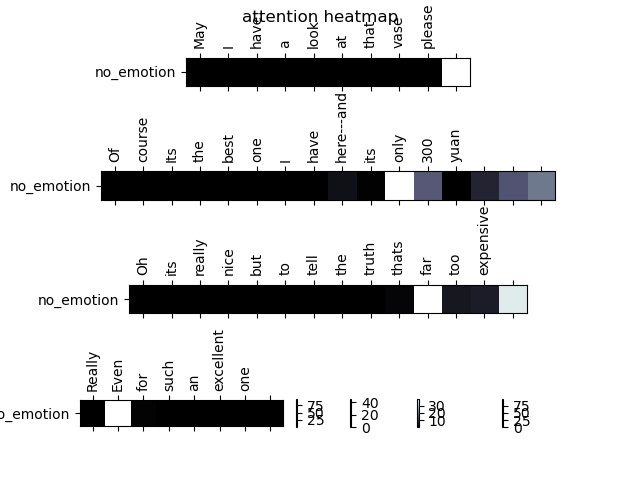 attention heatmap
May I have a look at that vase please
no_emotion
Of course Its the best one I have here---and its only 300 yuan
no_emotion
Oh its really nice but to tell the truth thats far too expensive
no_emotion
Really Even for such an excellent one
o_emotion
75 50 25
40 20 0
30 20 10
75 50 25 0